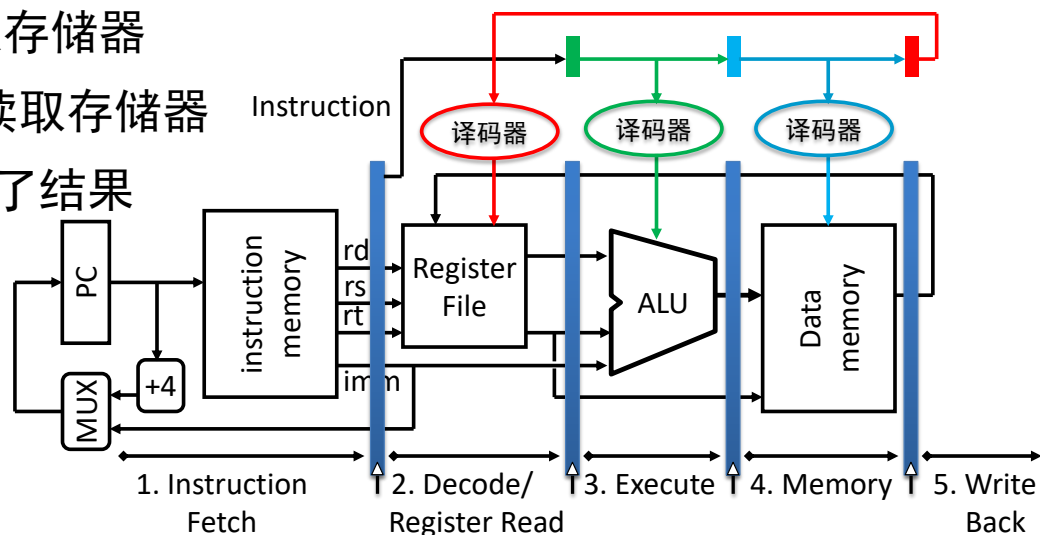 存储器
读取存储器
了结果
Instruction
译码器
译码器
译码器
PC
instruction
memory
rd
rs
rt
imm
Register
File
ALU
Data
memory
+4
MUX
1. Instruction
Fetch
2. Decode/
Register Read
3. Execute
4. Memory
5. Write
Back